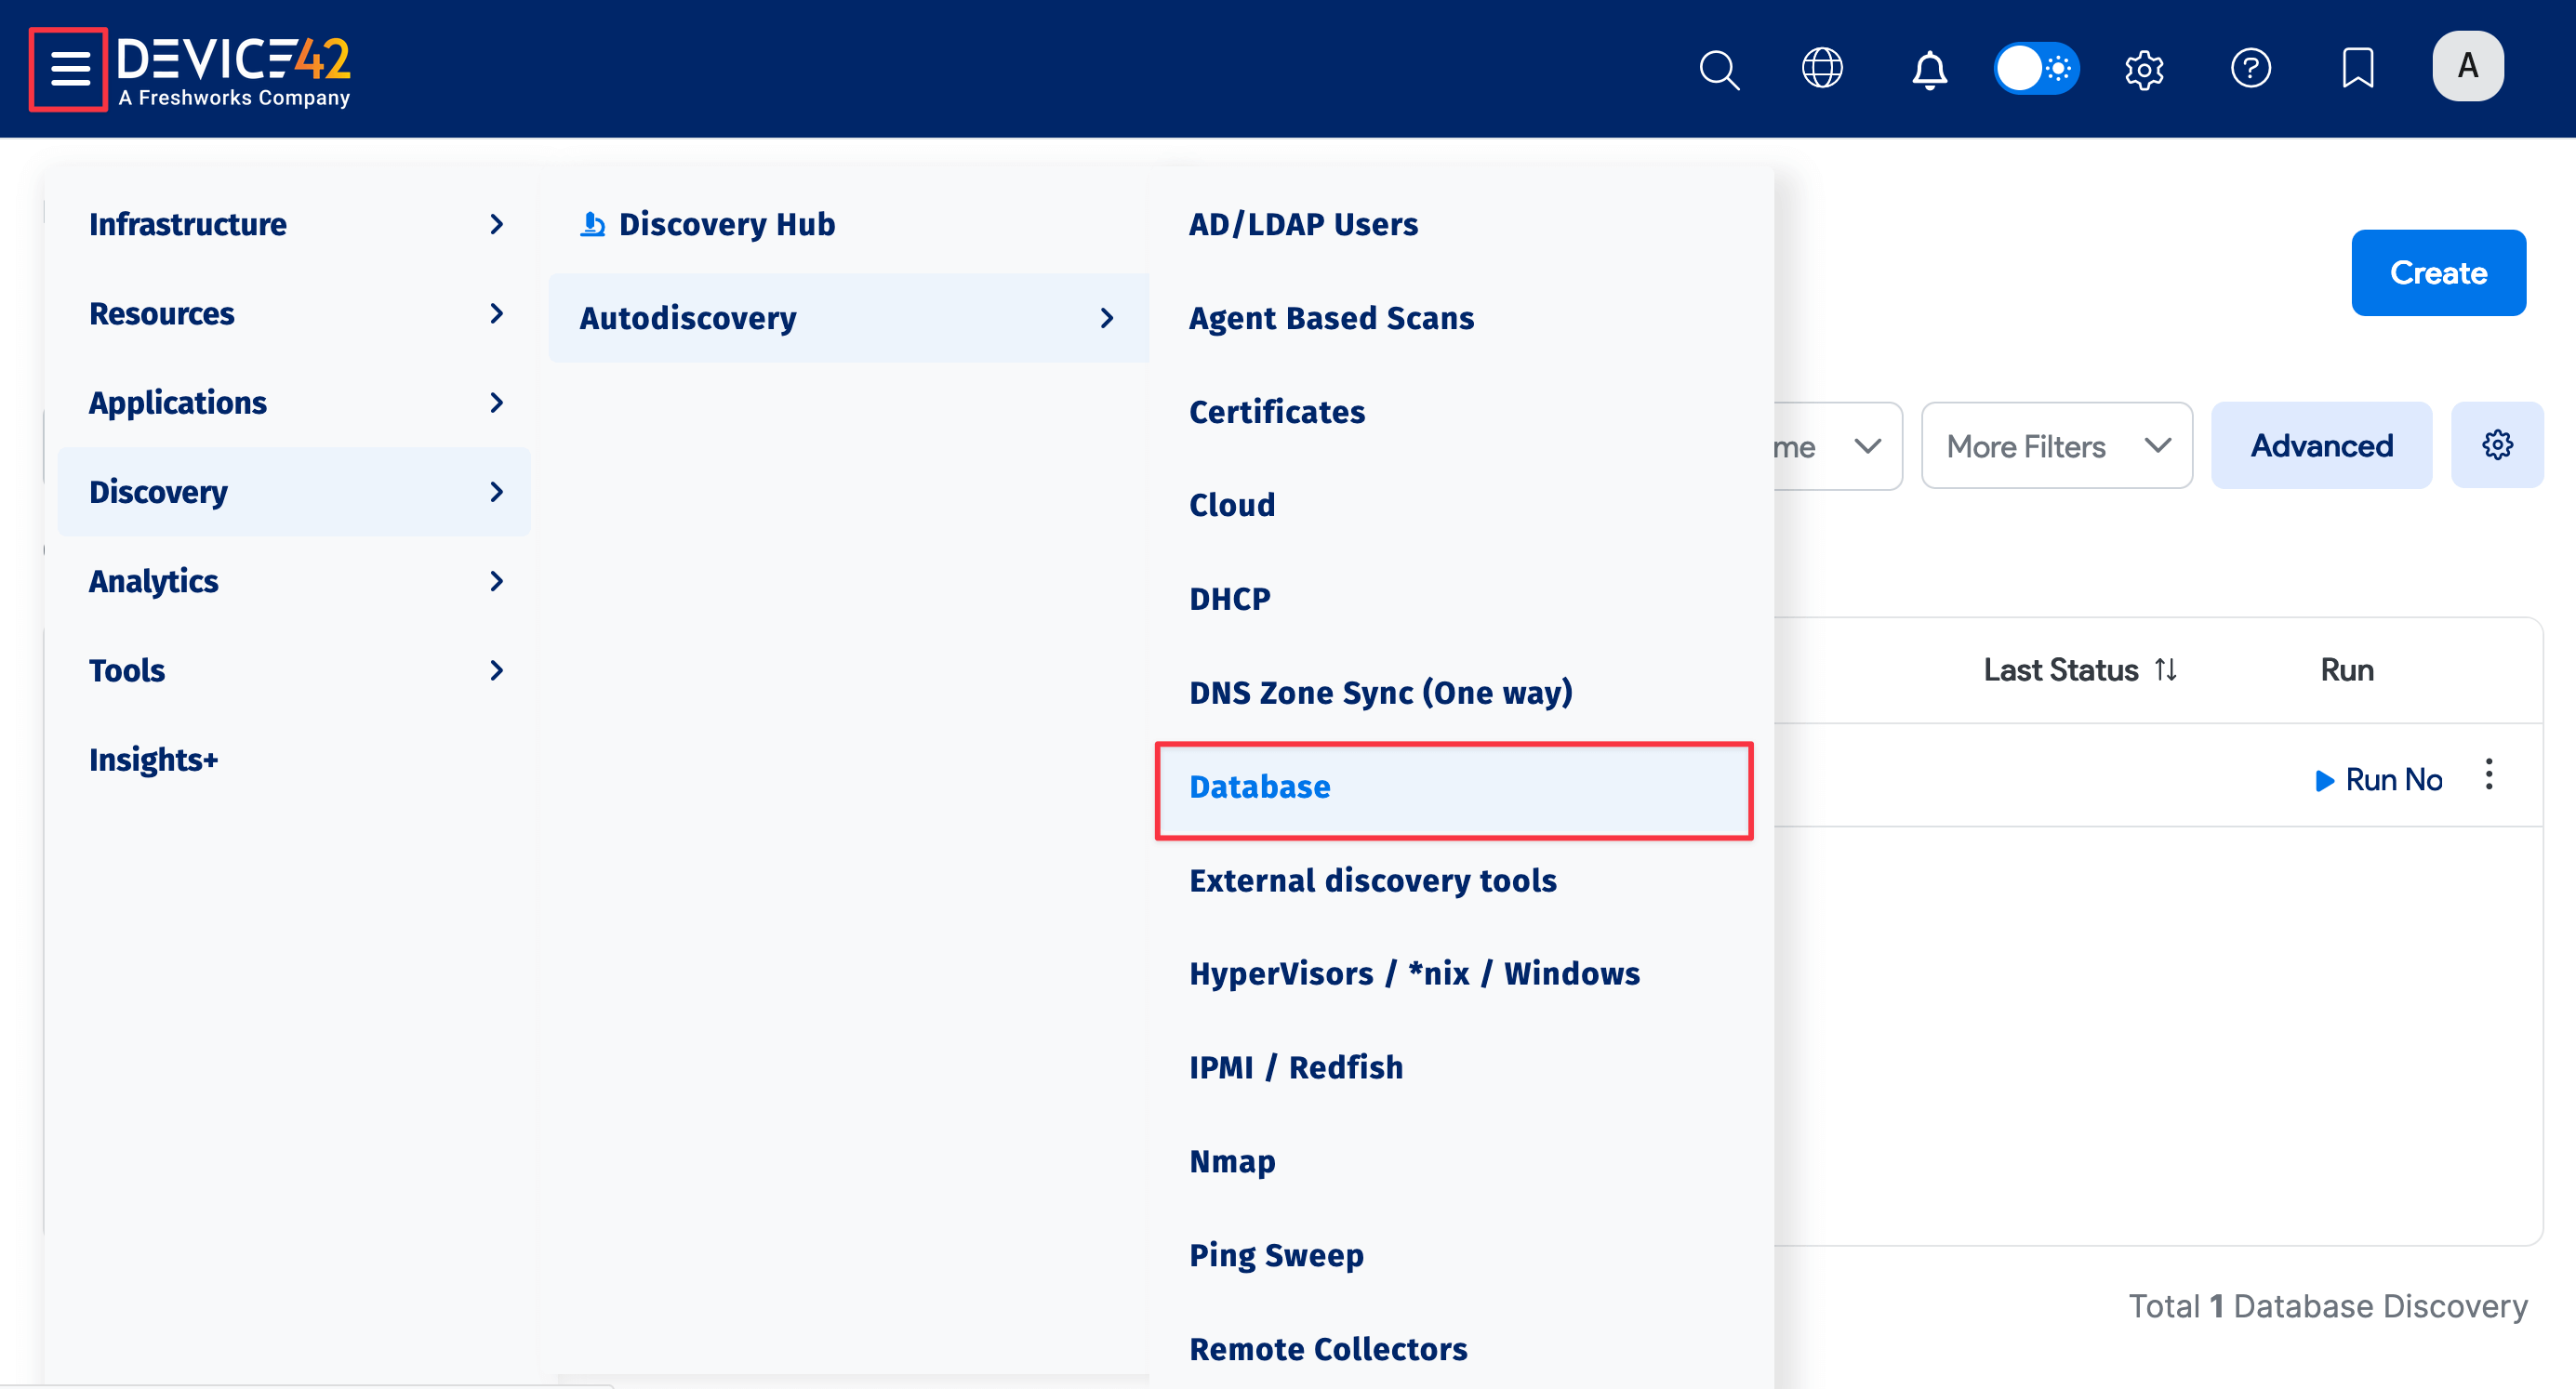 DEVICE42
A Freshworks Company
A
Infrastructure
Resources
Applications
Discovery
Analytics
Tools
Insights+
Discovery Hub
Autodiscovery
AD/LDAP Users
Agent Based Scans
Certificates
Cloud
DHCP
DNS Zone Sync (One way)
Database
External discovery tools
HyperVisors / *nix / Windows
IPMI / Redfish
Nmap
Ping Sweep
Remote Collectors
Create
me
More Filters
Advanced
Last Status
Run
Run No
Total 1 Database Discovery